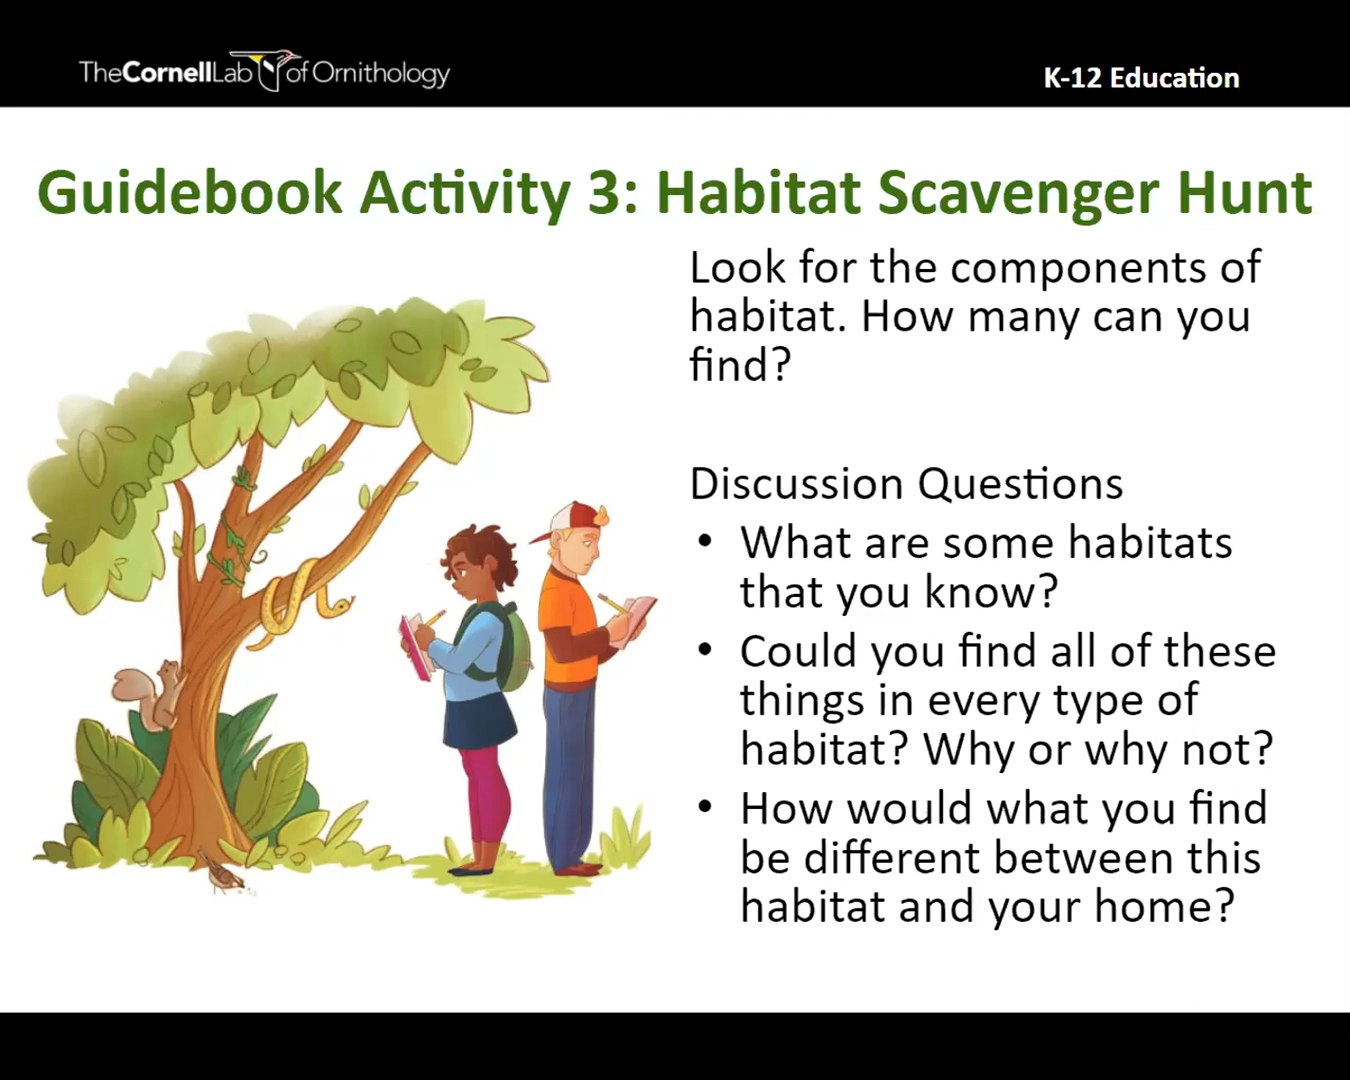 TheCornellLab of Ornithology
K-12 Education
Guidebook Activity 3: Habitat Scavenger Hunt
Look for the components of
habitat. How many can you
find?
Discussion Questions
• What are some habitats
that you know?
• Could you find all of these
things in every type of
habitat? Why or why not?
• How would what you find
be different between this
habitat and your home?